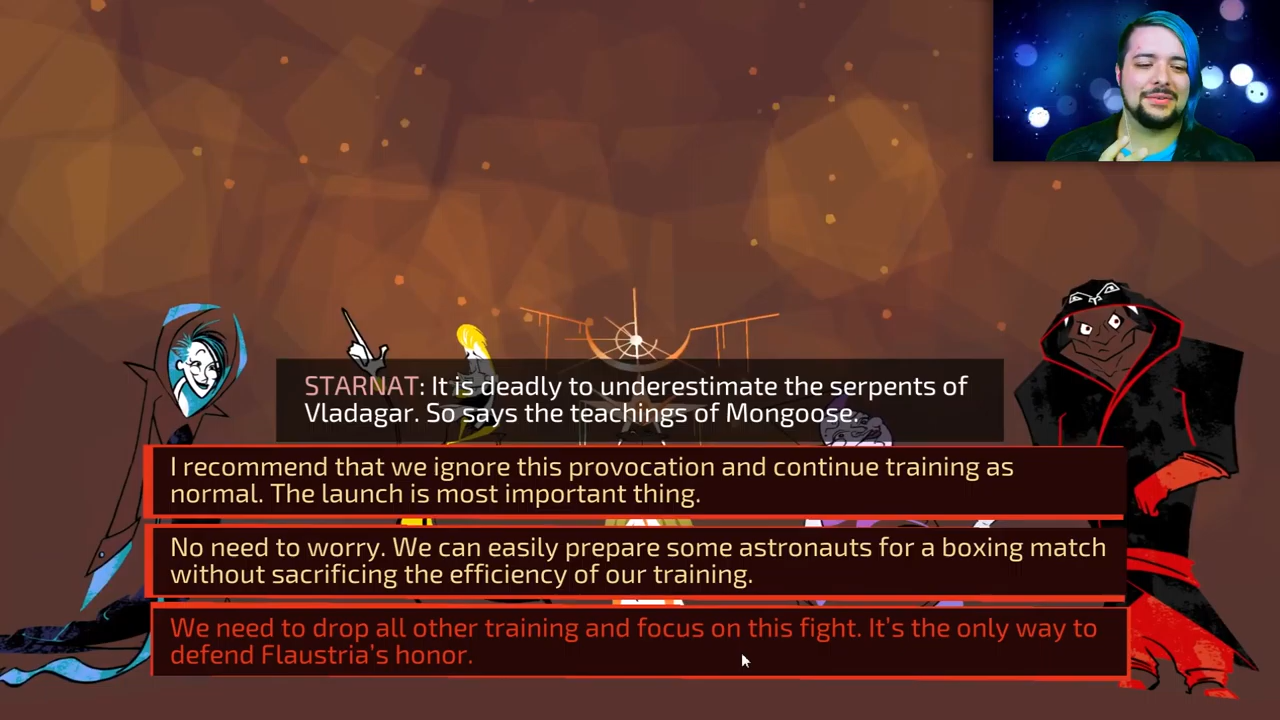 STARNAT: It is deadly to underestimate the serpents of
Vladagar. So says the teachings of Mongoose.
I recommend that we ignore this provocation and continue training as
normal. The launch is most important thing.
No need to worry. We can easily prepare some astronauts for a boxing match
without sacrificing the efficiency of our training.
We need to drop all other training and focus on this fight. It's the only way to
defend Flaustria's honor.